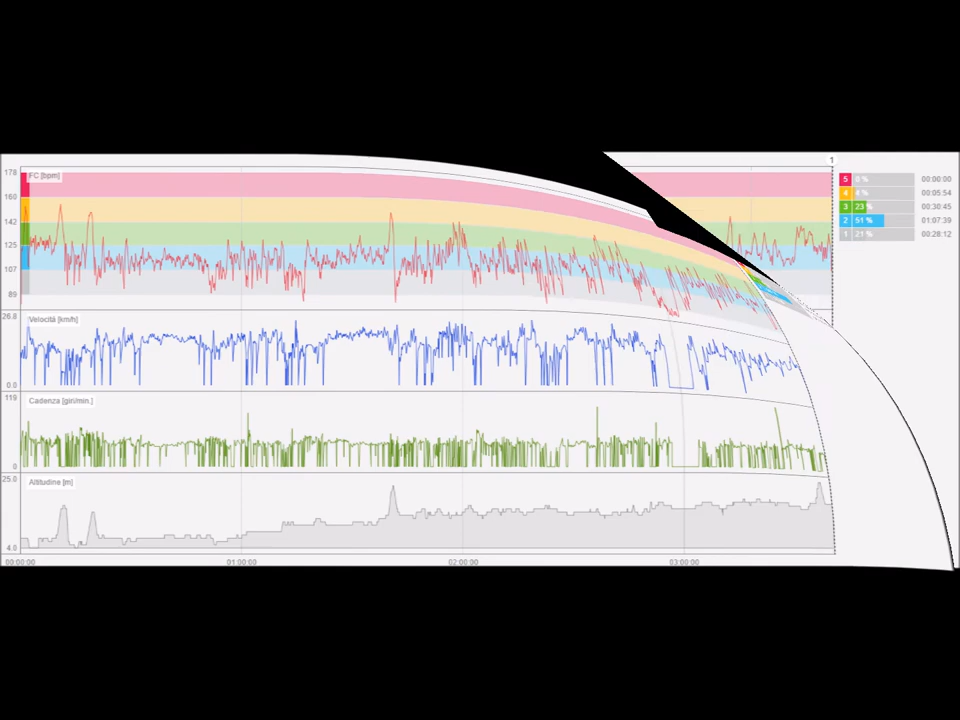 1
178
FC [bpm]
160
142
125
107
89
5 0 % 00:00:00
4 4 % 00:05:54
3 23 % 00:30:45
2 51 % 01:07:39
1 21 % 00:28:12
26.8
Velocità [km/h]
0.0
119
Cadenza [giri/min.]
0
25.0
Altitudine [m]
4.0
00:00:00 01:00:00 02:00:00 03:00:00